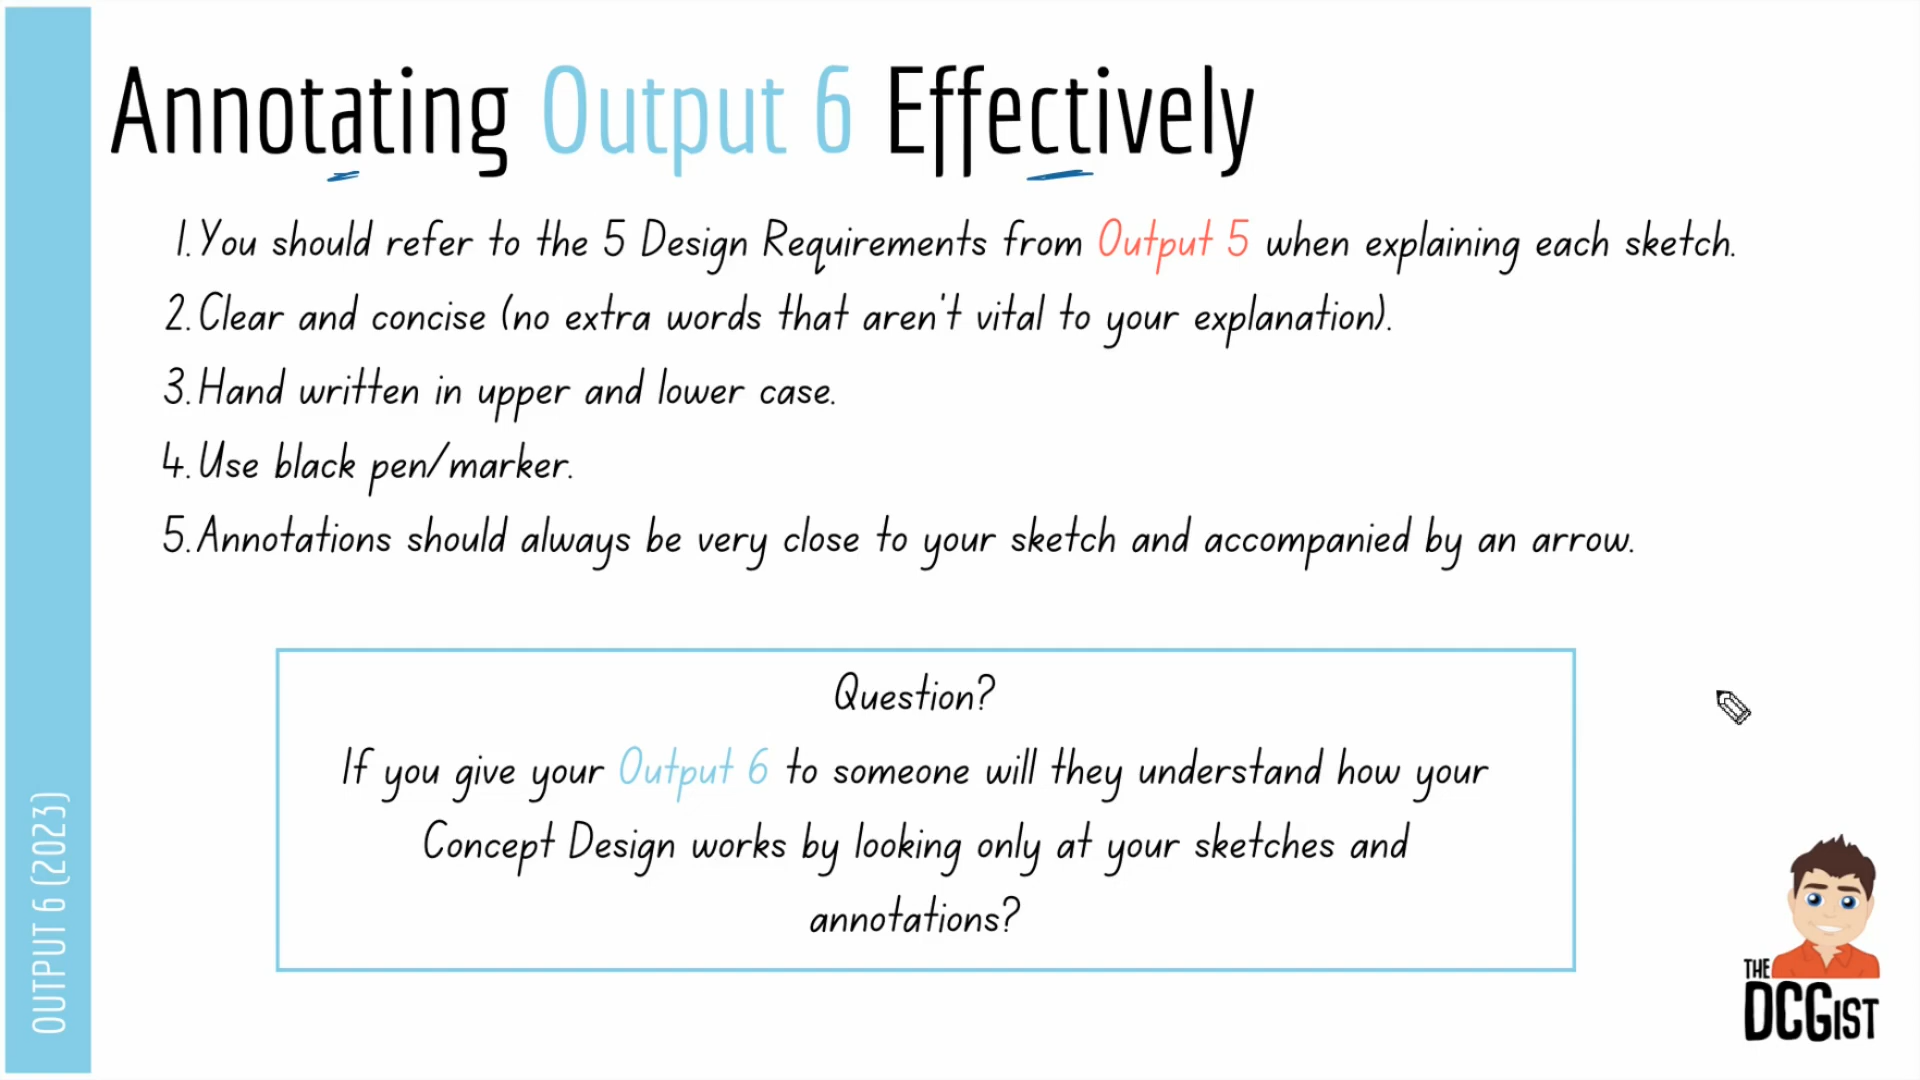 Annotating Output 6 Effectively
1. You should refer to the 5 Design Requirements from Output 5 when explaining each sketch.
2. Clear and concise (no extra words that aren't vital to your explanation).
3. Hand written in upper and lower case.
4. Use black pen/marker.
5. Annotations should always be very close to your sketch and accompanied by an arrow.
Question?
If you give your Output 6 to someone will they understand how your
Concept Design works by looking only at your sketches and
annotations?
OUTPUT 6 (2023)
THE
DCGIST